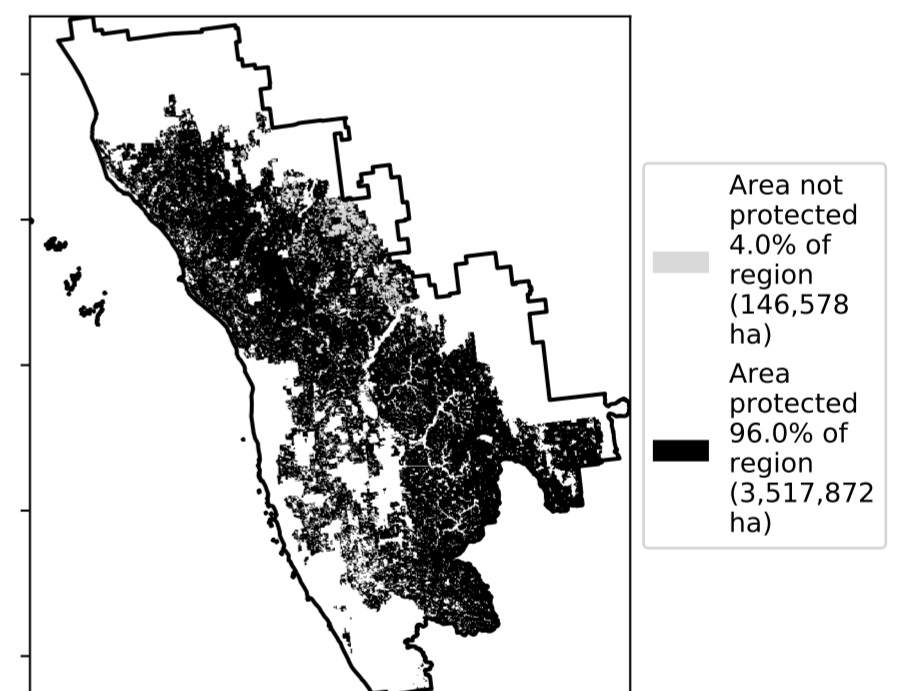 Area not
protected
4.0% of
region
(146,578
ha)
Area
protected
96.0% of
region
(3,517,872
ha)